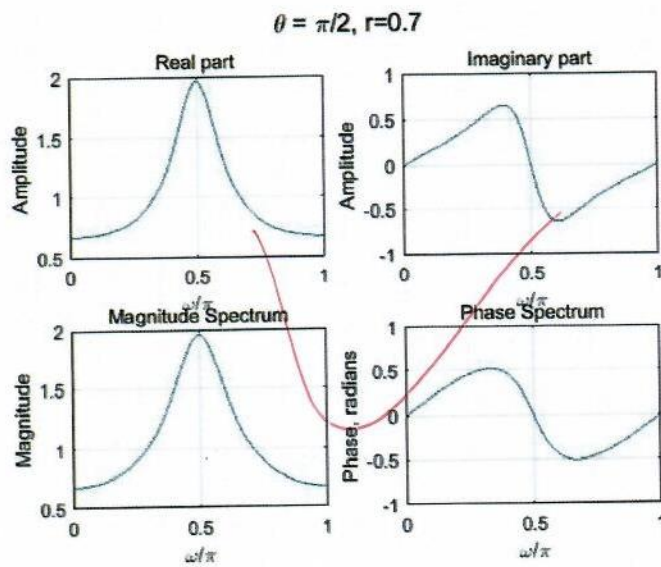 θ = π/2, r=0.7
Real part
Imaginary part
Amplitude
2
1.5
1
0.5
0
0.5
1
ω/π
Amplitude
1
0.5
0
-0.5
-1
0
0.5
1
ω/π
Magnitude Spectrum
Phase Spectrum
Magnitude
2
1.5
1
0.5
0
0.5
1
ω/π
Phase, radians
1
0.5
0
-0.5
-1
0
0.5
1
ω/π